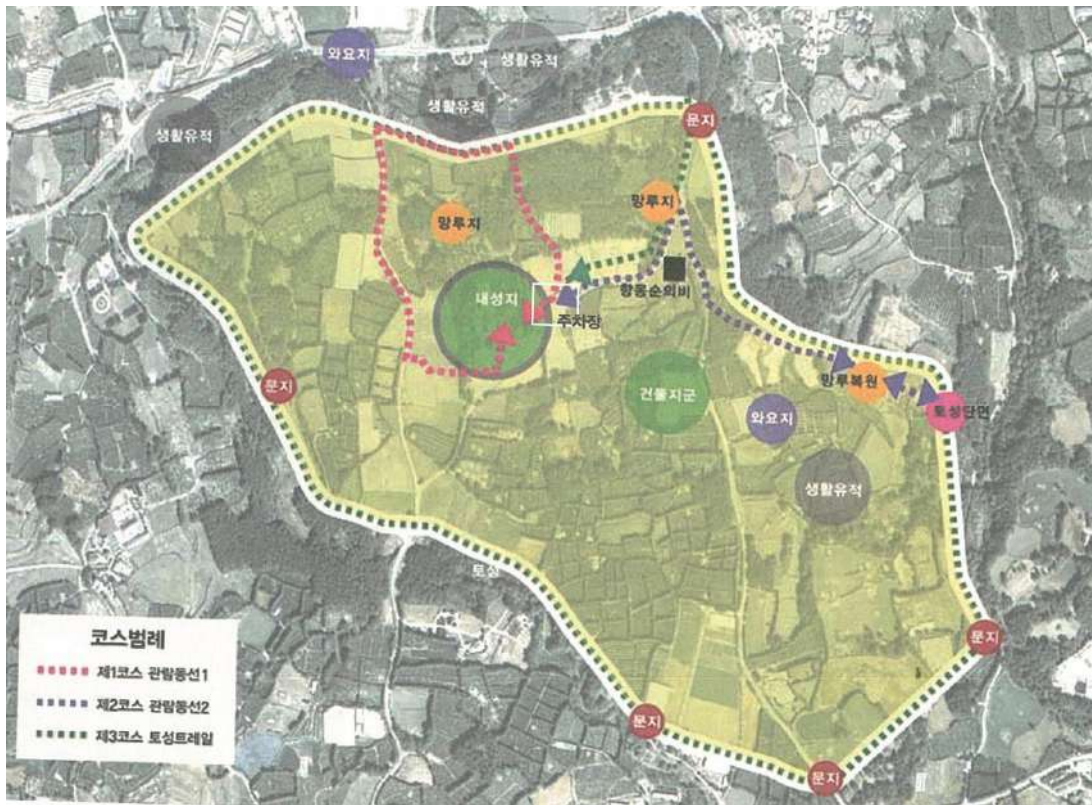 와요지
생활유적
생활유적
생활유적
문지
망루지
망루지
내성지
항몽순의비
주차장
문지
건물지군
망루복원
토성단면
와요지
생활유적
토성
문지
문지
문지
코스범례
제1코스 관람동선1
제2코스 관람동선2
제3코스 토성트레일